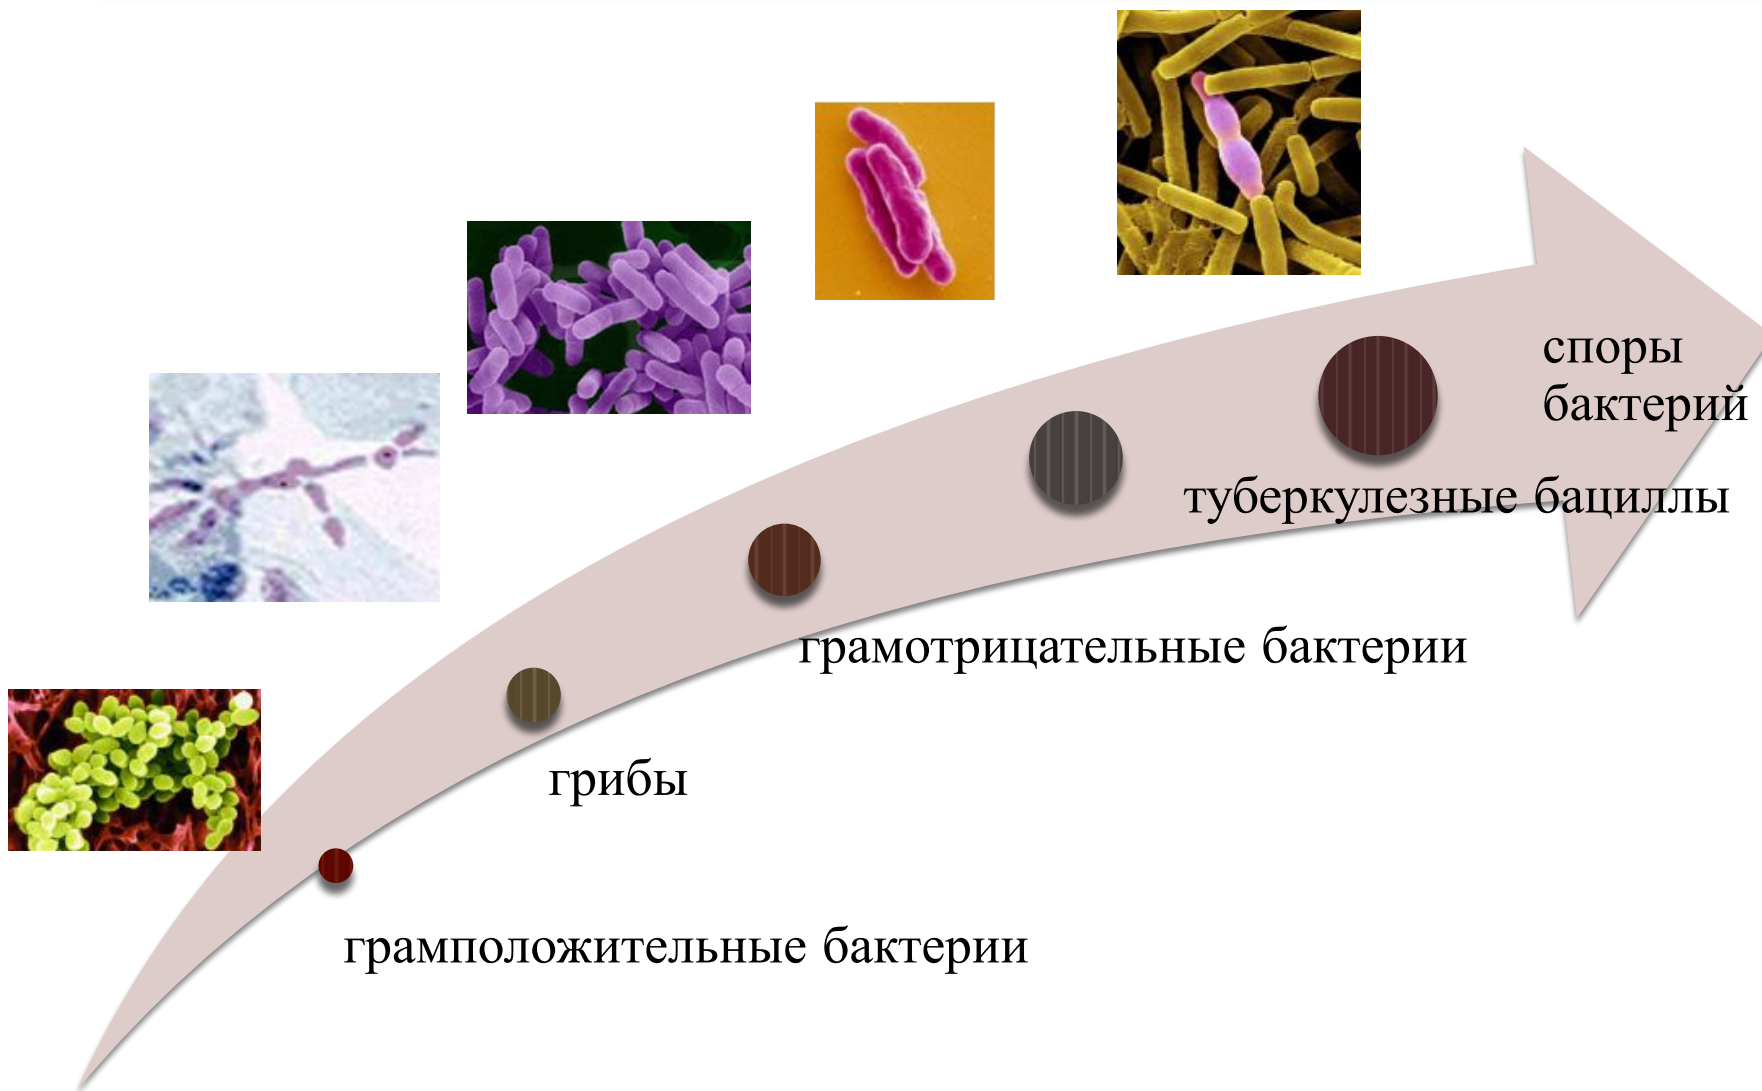 споры
бактерий
туберкулезные бациллы
грамотрицательные бактерии
грибы
грамположительные бактерии